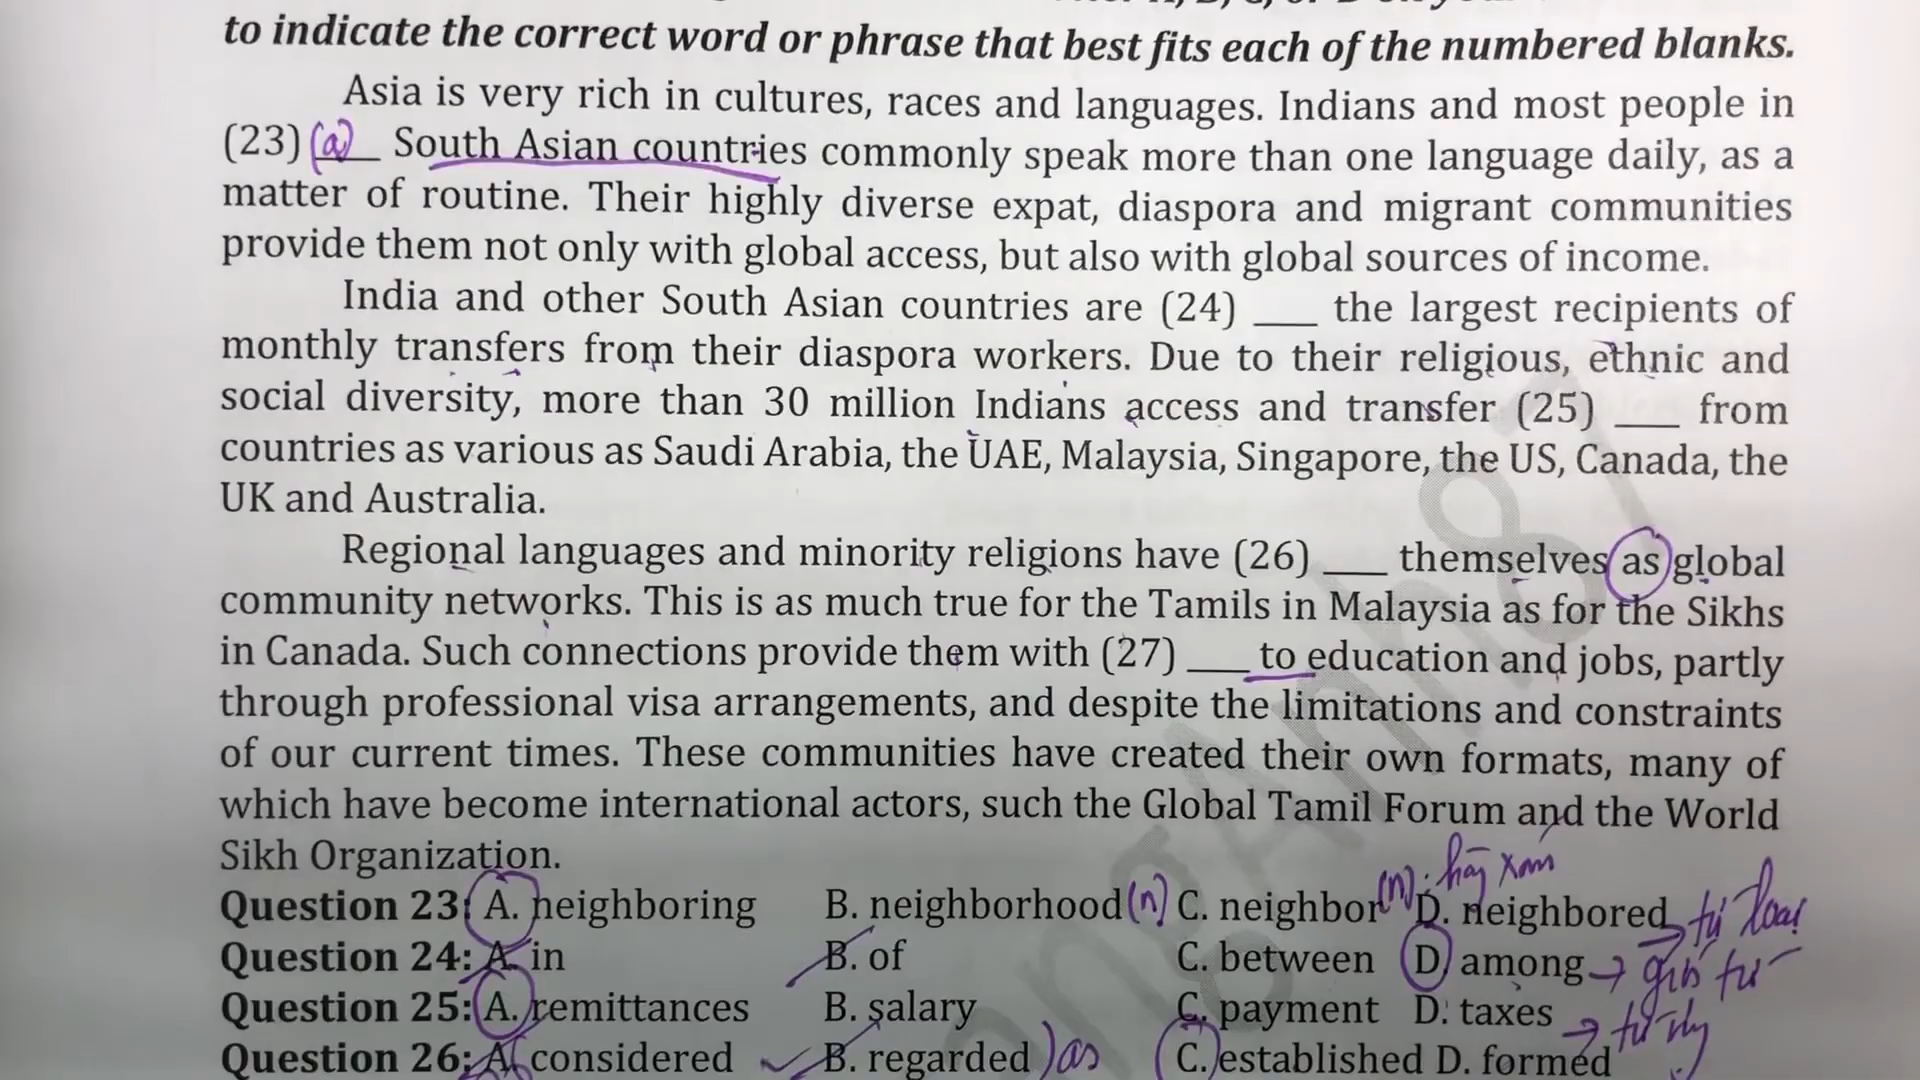 to indicate the correct word or phrase that best fits each of the numbered blanks.
Asia is very rich in cultures, races and languages. Indians and most people in
(23) (a) ___ South Asian countries commonly speak more than one language daily, as a
matter of routine. Their highly diverse expat, diaspora and migrant communities
provide them not only with global access, but also with global sources of income.
India and other South Asian countries are (24) ___ the largest recipients of
monthly transfers from their diaspora workers. Due to their religious, ethnic and
social diversity, more than 30 million Indians access and transfer (25) ___ from
countries as various as Saudi Arabia, the UAE, Malaysia, Singapore, the US, Canada, the
UK and Australia.
Regional languages and minority religions have (26) ___ themselves as global
community networks. This is as much true for the Tamils in Malaysia as for the Sikhs
in Canada. Such connections provide them with (27) ___ to education and jobs, partly
through professional visa arrangements, and despite the limitations and constraints
of our current times. These communities have created their own formats, many of
which have become international actors, such the Global Tamil Forum and the World
Sikh Organization.
(n): hàng xóm
Question 23: A. neighboring B. neighborhood (n) C. neighbor D. neighbored → từ loại
Question 24: A. in B. of C. between D. among → giới từ
Question 25: A. remittances B. salary C. payment D. taxes → từ vựng
Question 26: A. considered B. regarded ) as C. established D. formed